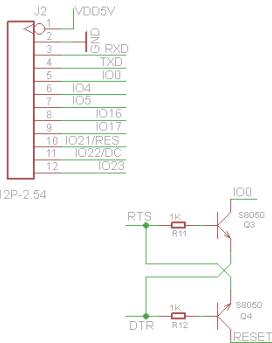 J2
VDD5V
1
2
GND
3 RXD
4 TXD
5 IO0
6 IO4
7 IO5
8 IO16
9 IO17
10 IO21/RES
11 IO22/DC
12 IO23
12P-2.54
IO0
RTS
1K
R11
S8050
Q3
1K
S8050
DTR
R12
Q4
RESET